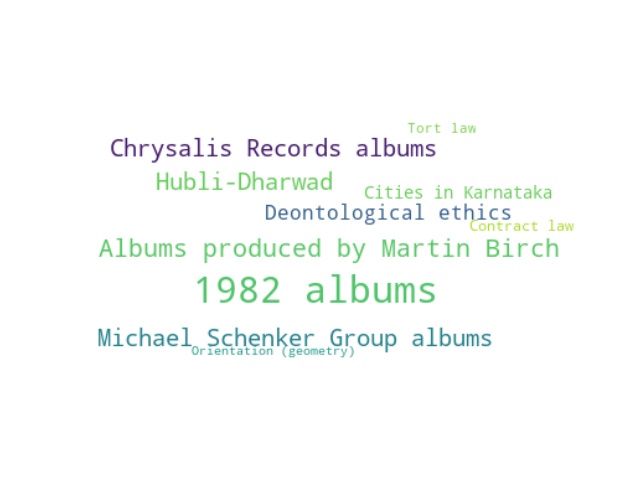 Tort law
Chrysalis Records albums
Hubli-Dharwad
Cities in Karnataka
Deontological ethics
Contract law
Albums produced by Martin Birch
1982 albums
Michael Schenker Group albums
Orientation (geometry)